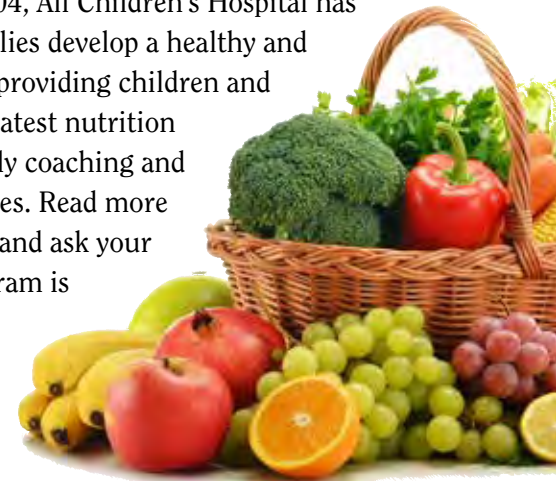 04, All Children's Hospital has
lies develop a healthy and
providing children and
atest nutrition
ly coaching and
es. Read more
and ask your
ram is